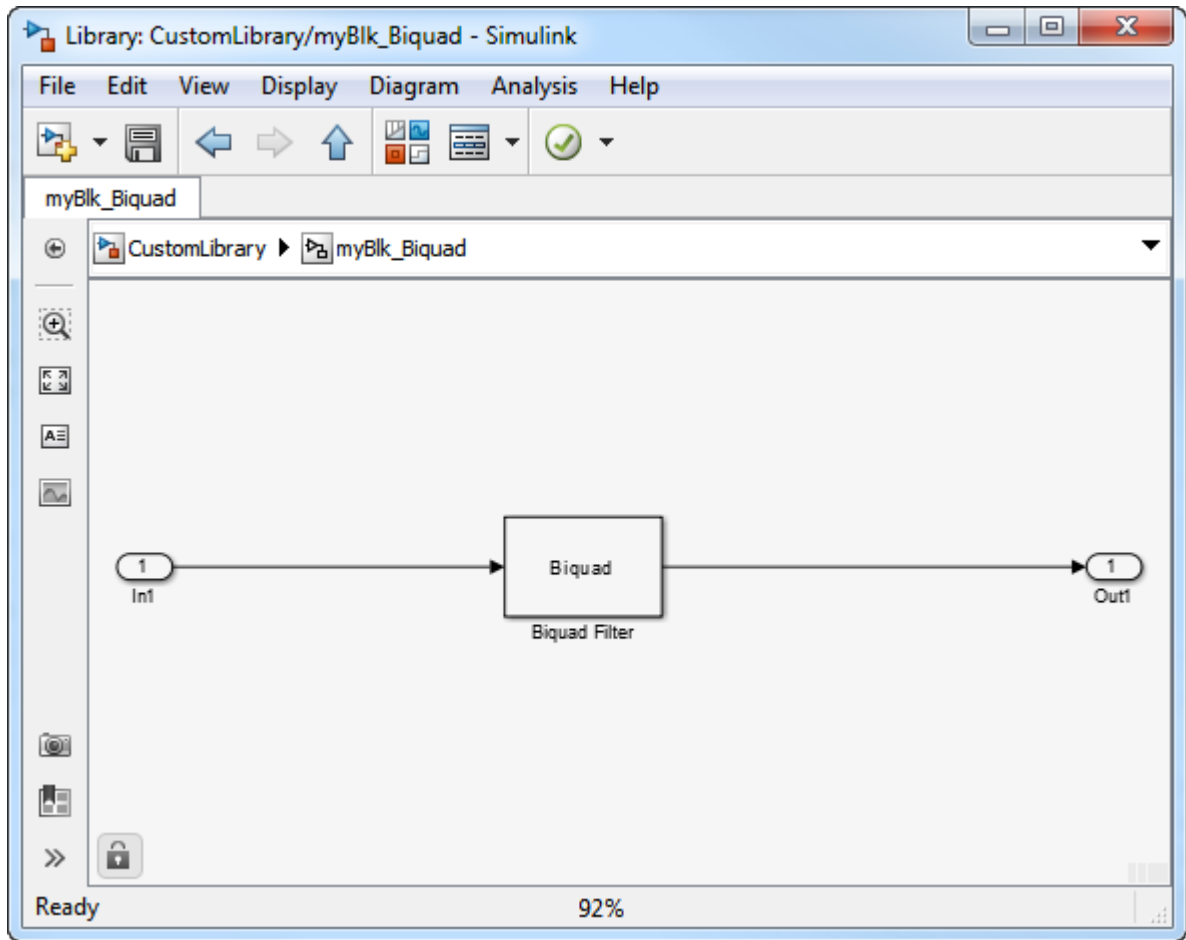 Library: CustomLibrary/myBlk_Biquad - Simulink
File Edit View Display Diagram Analysis Help
myBlk_Biquad
CustomLibrary myBlk_Biquad
1 Biquad 1
In1 Out1
Biquad Filter
Ready 92%